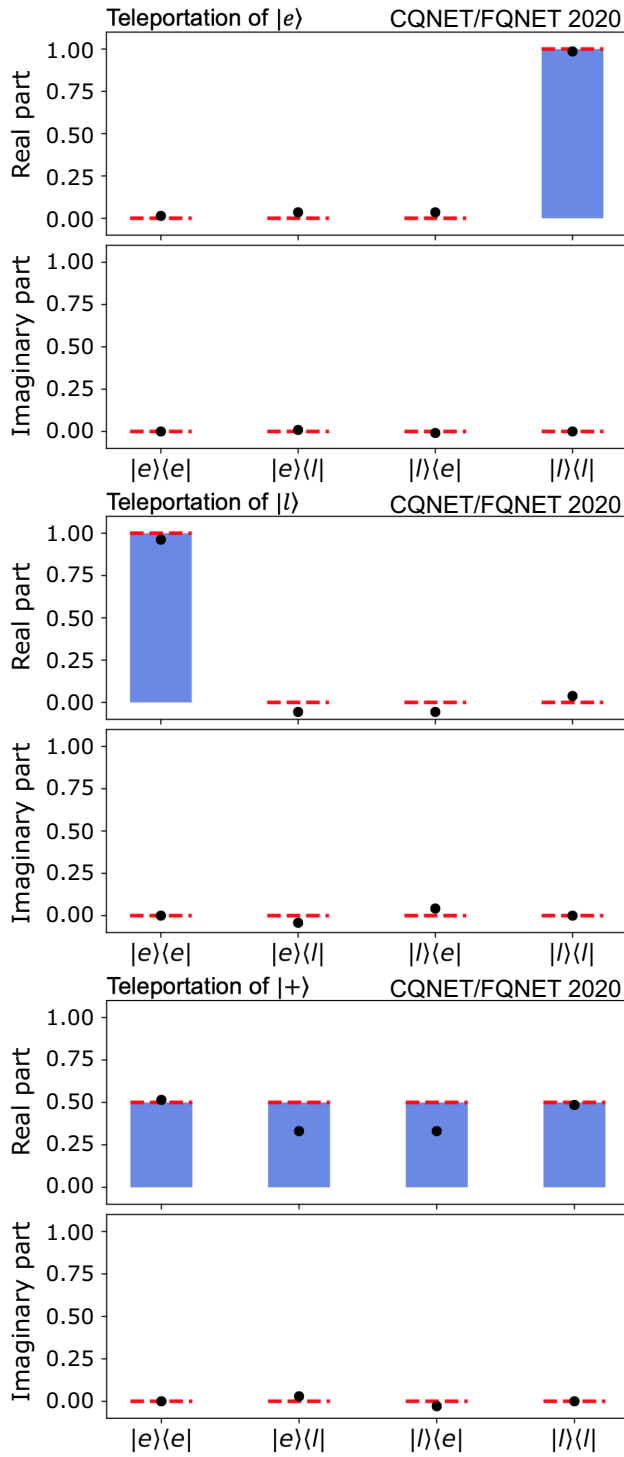 Teleportation of |e⟩ CQNET/FQNET 2020
Real part
1.00
0.75
0.50
0.25
0.00
Imaginary part
1.00
0.75
0.50
0.25
0.00
|e⟩⟨e| |e⟩⟨l| |l⟩⟨e| |l⟩⟨l|
Teleportation of |l⟩ CQNET/FQNET 2020
Real part
1.00
0.75
0.50
0.25
0.00
Imaginary part
1.00
0.75
0.50
0.25
0.00
|e⟩⟨e| |e⟩⟨l| |l⟩⟨e| |l⟩⟨l|
Teleportation of |+⟩ CQNET/FQNET 2020
Real part
1.00
0.75
0.50
0.25
0.00
Imaginary part
1.00
0.75
0.50
0.25
0.00
|e⟩⟨e| |e⟩⟨l| |l⟩⟨e| |l⟩⟨l|